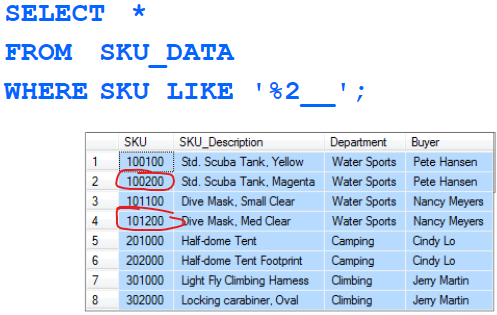 SELECT *
FROM SKU_DATA
WHERE SKU LIKE '%2__';
SKU SKU_Description Department Buyer
1 100100 Std. Scuba Tank, Yellow Water Sports Pete Hansen
2 100200 Std. Scuba Tank, Magenta Water Sports Pete Hansen
3 101100 Dive Mask, Small Clear Water Sports Nancy Meyers
4 101200 Dive Mask, Med Clear Water Sports Nancy Meyers
5 201000 Half-dome Tent Camping Cindy Lo
6 202000 Half-dome Tent Footprint Camping Cindy Lo
7 301000 Light Fly Climbing Harness Climbing Jerry Martin
8 302000 Locking carabiner, Oval Climbing Jerry Martin